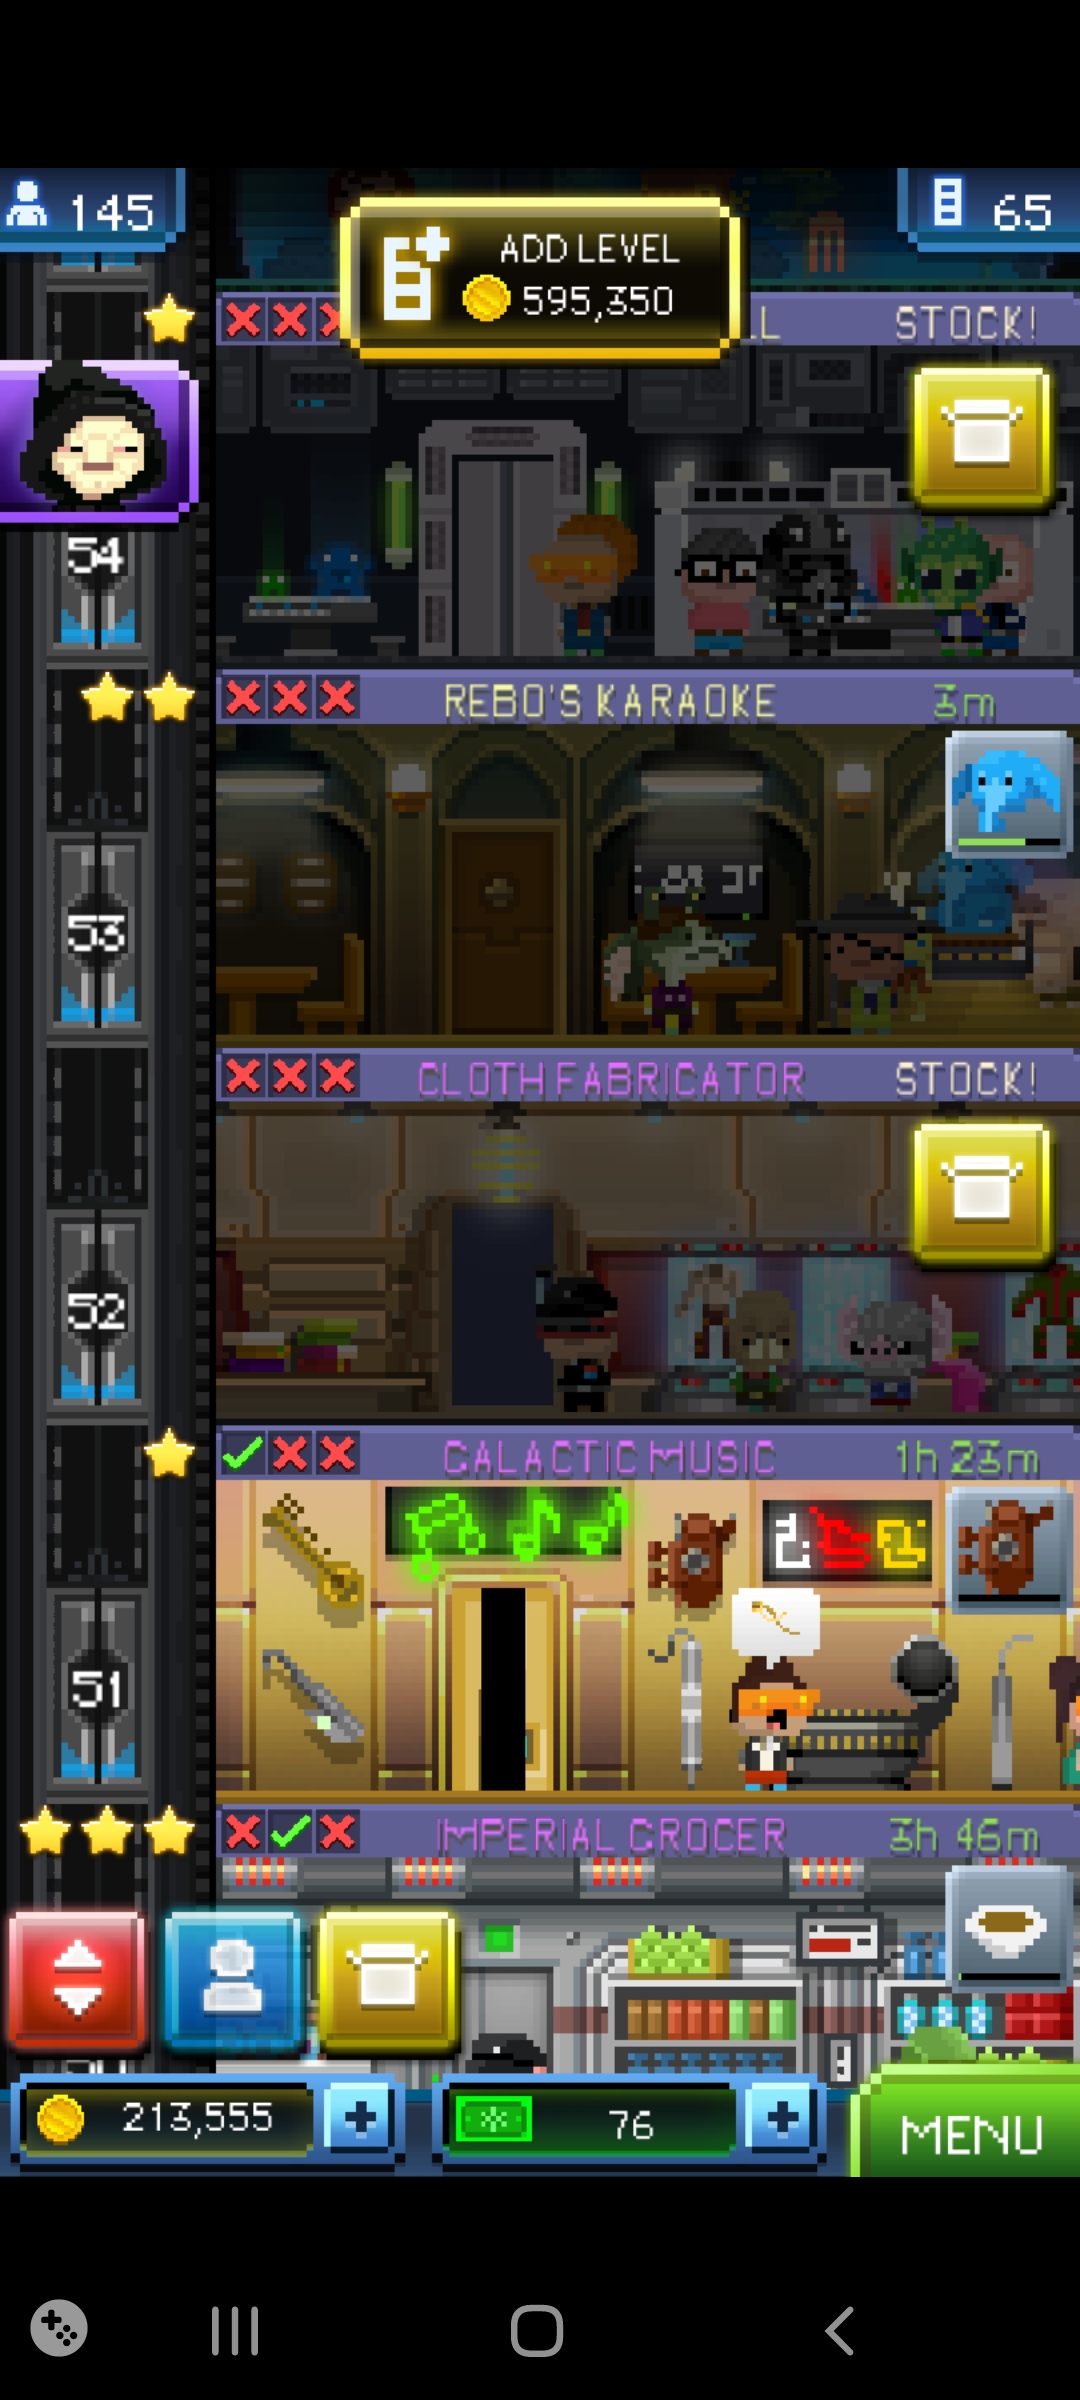 145
65
ADD LEVEL
595,350
STOCK!
54
REBO'S KARAOKE 3m
53
CLOTH FABRICATOR STOCK!
52
GALACTIC MUSIC 1h 23m
51
IMPERIAL GROCER 3h 46m
213,555
76
MENU